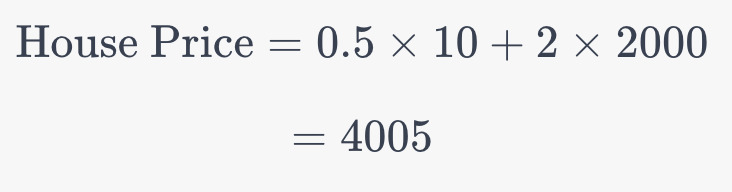 House Price = 0.5 × 10 + 2 × 2000
= 4005